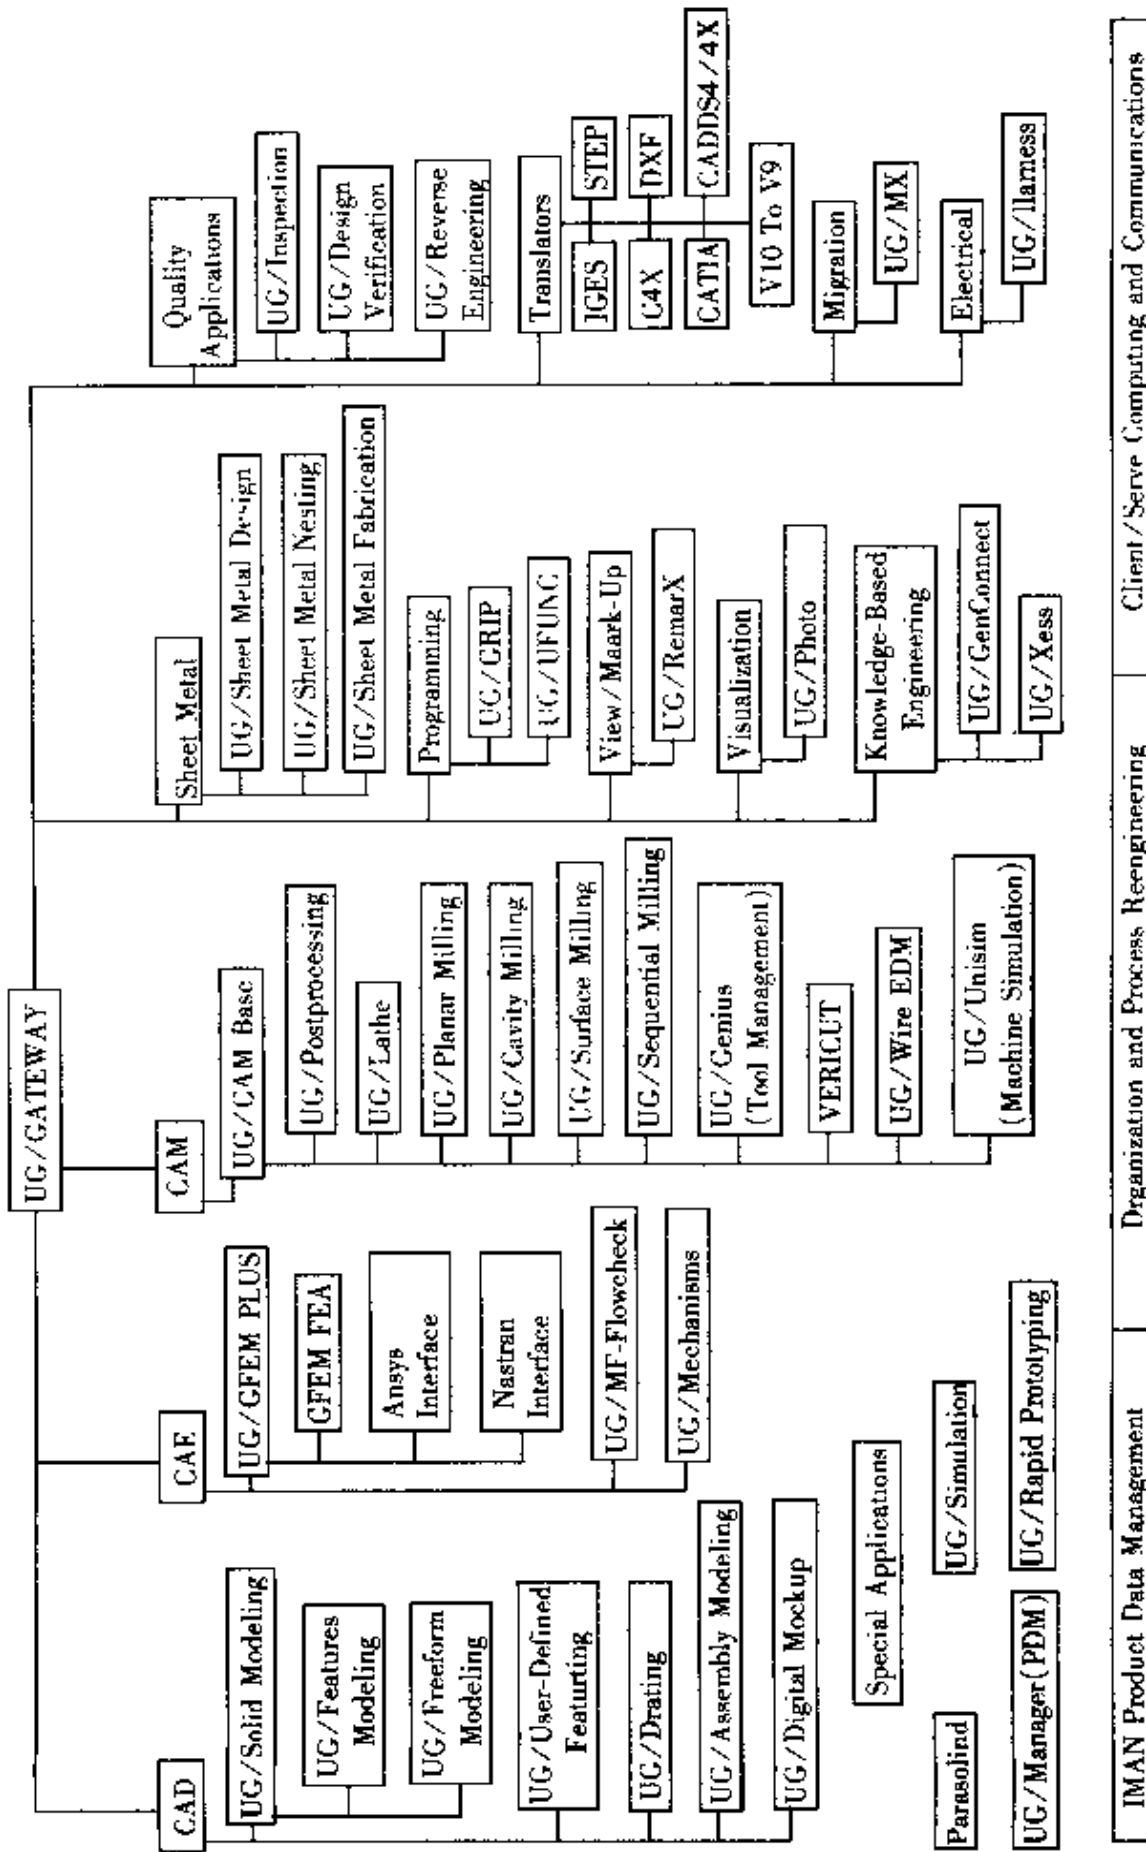 UG/GATEWAY
CAD
UG/Solid Modeling
UG/Features
Modeling
UG/Freeform
Modeling
UG/User-Defined
Featurting
UG/Drating
UG/Assembly Modeling
UG/Digital Mockup
CAE
UG/GFEM PLUS
GFEM FEA
Ansys
Interface
Nastran
Interface
UG/MF-Flowcheck
UG/Mechanisms
CAM
UG/CAM Base
UG/Postprocessing
UG/Lathe
UG/Planar Milling
UG/Cavity Milling
UG/Surface Milling
UG/Sequential Milling
UG/Genius
(Tool Management)
VERICUT
UG/Wire EDM
UG/Unisim
(Machine Simulation)
Sheet Metal
UG/Sheet Metal Design
UG/Sheet Metal Nesting
UG/Sheet Metal Fabrication
Programming
UG/GRIP
UG/UFUNC
View/Maark-Up
UG/RemarX
Visualization
UG/Photo
Knowledge-Based
Engineering
UG/GenConnect
UG/Xess
Quality
Applications
UG/Inspection
UG/Design
Verification
UG/Reverse
Engineering
Translators
IGES
STEP
C4X
DXF
CATIA
CADDS4/4X
V10 To V9
Migration
UG/MX
Electrical
UG/Harness
Special Applications
Parasolind
UG/Simulation
UG/Manager(PDM)
UG/Rapid Prototyping
IMAN Product Data Management
Drganization and Process Reengineering
Client/Serve Computing and Communications